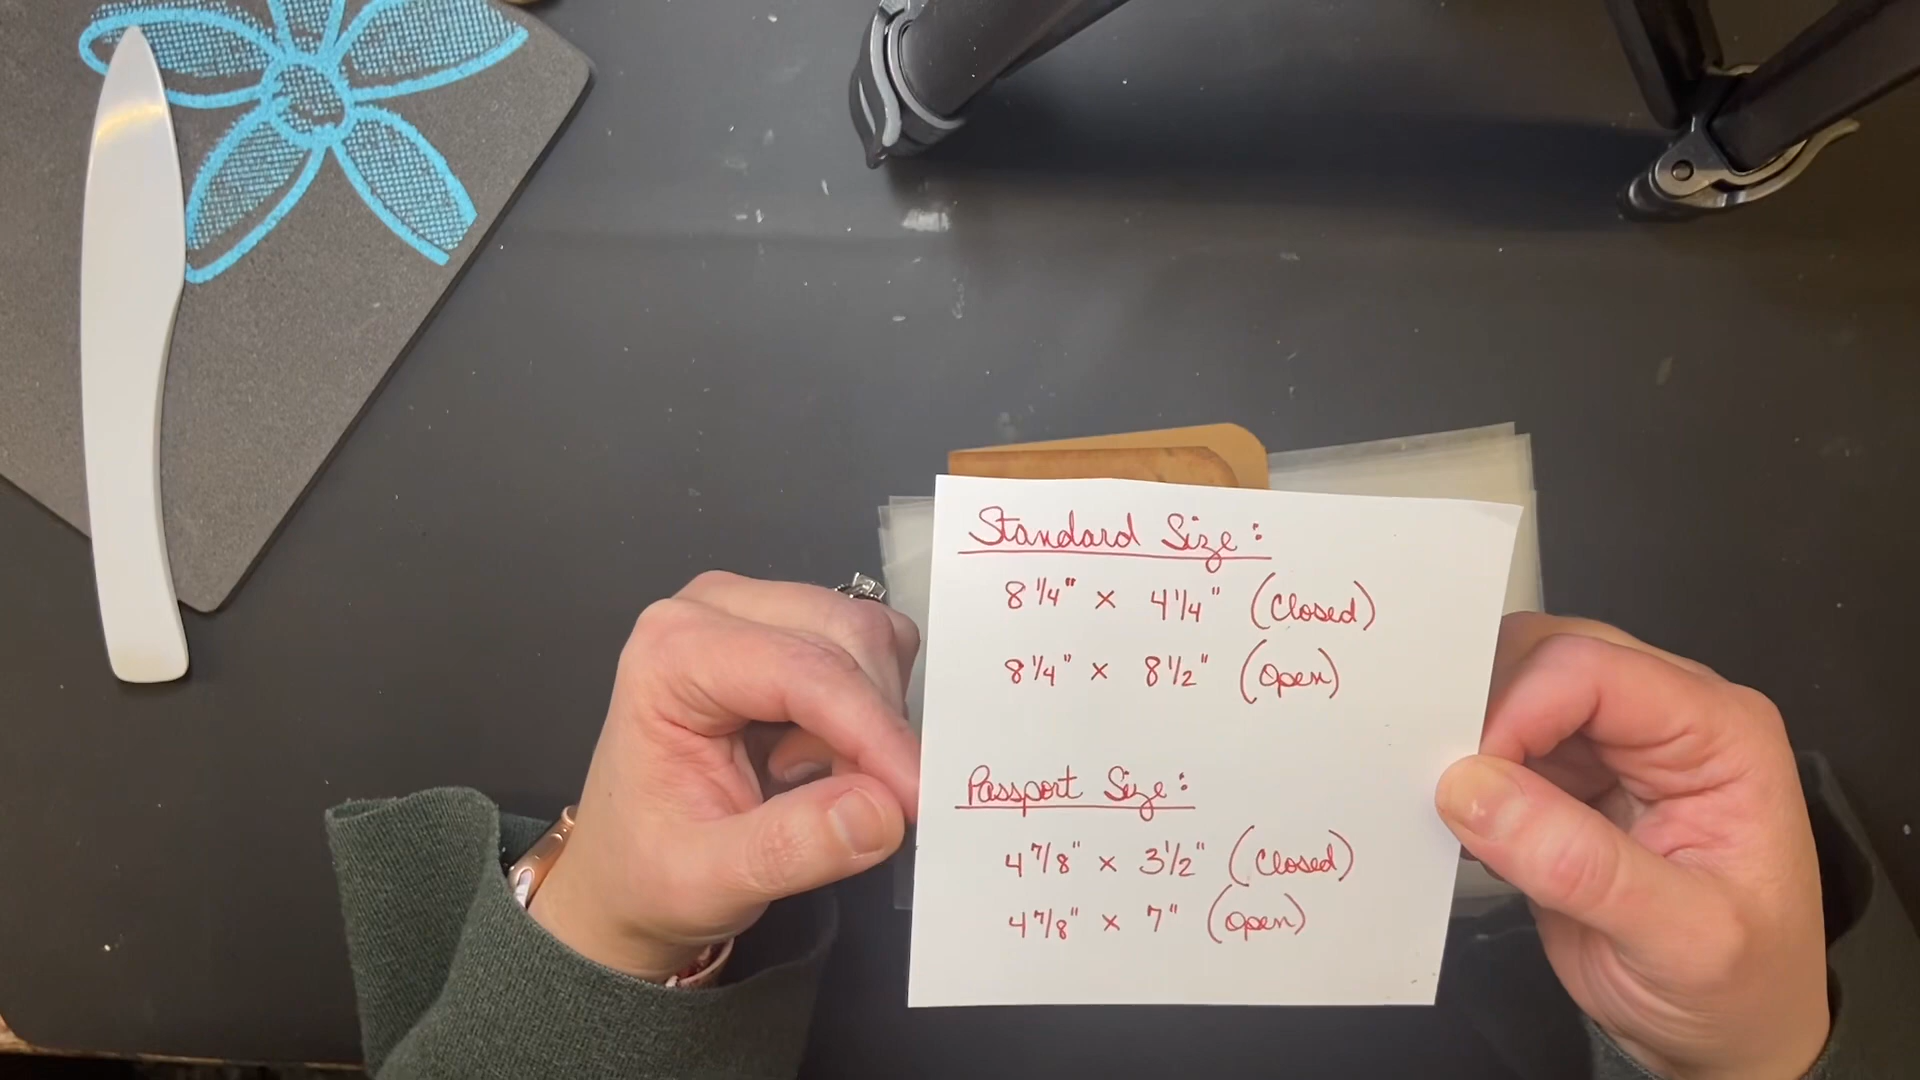 Standard Size:
8 1/4" x 4 1/4" (Closed)
8 1/4" x 8 1/2" (Open)
Passport Size:
4 7/8" x 3 1/2" (Closed)
4 7/8" x 7" (Open)